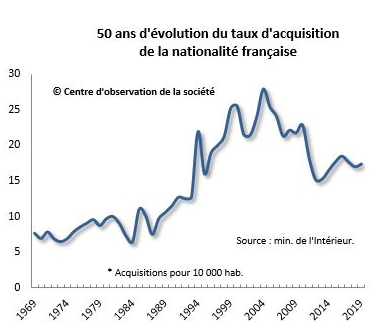 50 ans d'évolution du taux d'acquisition
de la nationalité française
© Centre d'observation de la société
30
25
20
15
10
5
0
Source : min. de l'Intérieur.
* Acquisitions pour 10 000 hab.
1969 1974 1979 1984 1989 1994 1999 2004 2009 2014 2019